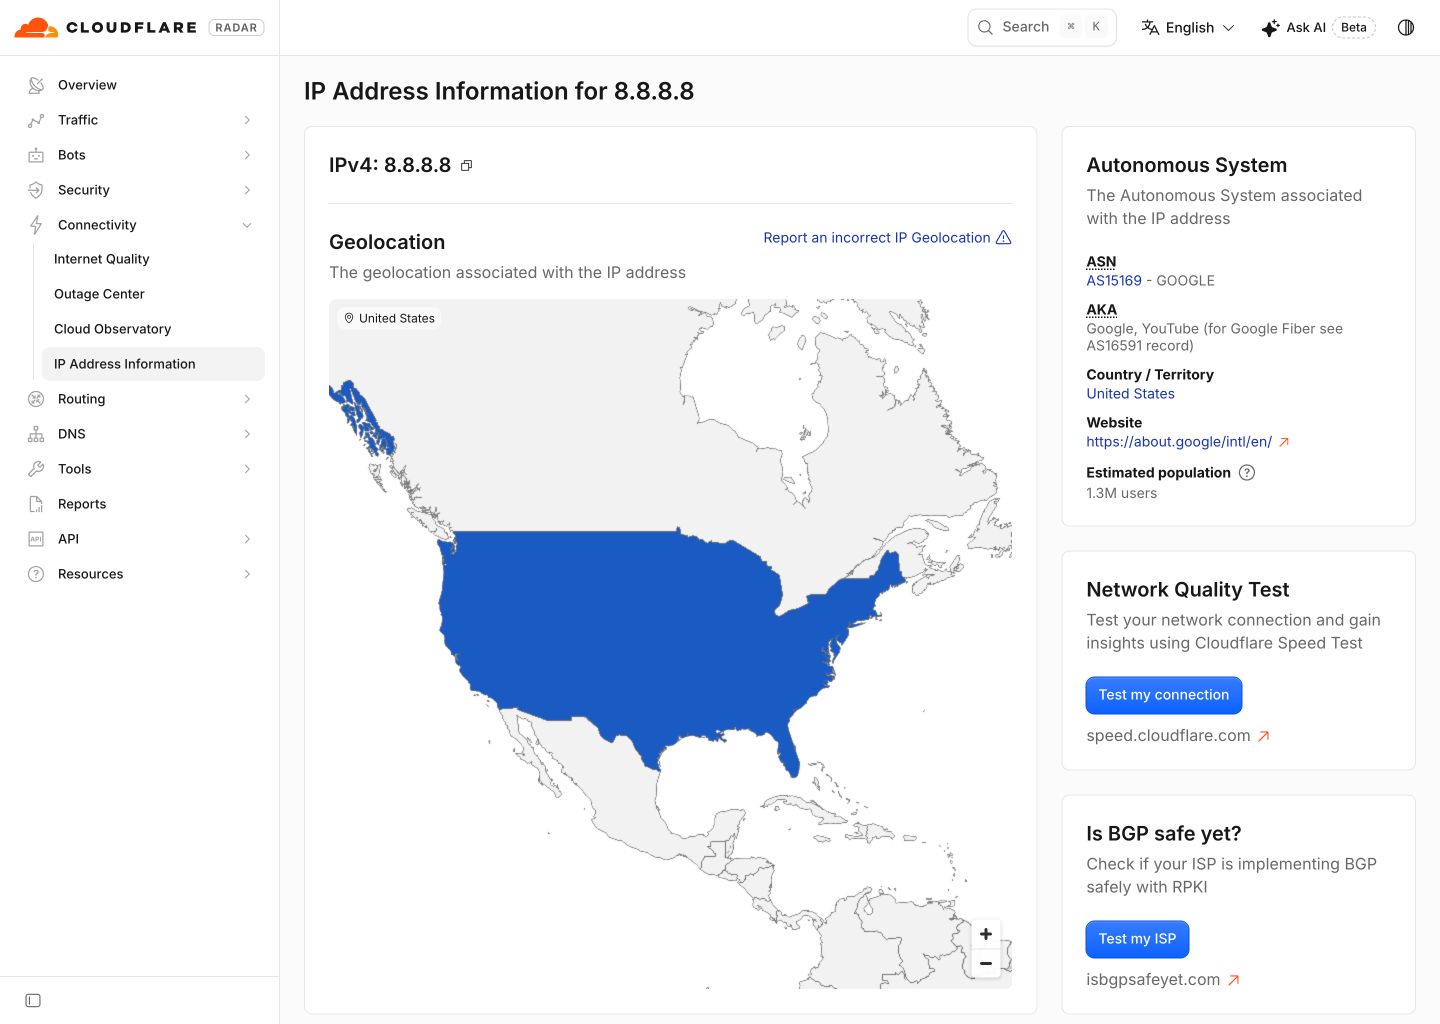 CLOUDFLARE RADAR
Search ⌘ K
English
Ask AI Beta
Overview
Traffic
Bots
Security
Connectivity
Internet Quality
Outage Center
Cloud Observatory
IP Address Information
Routing
DNS
Tools
Reports
API
Resources
IP Address Information for 8.8.8.8
IPv4: 8.8.8.8
Geolocation
Report an incorrect IP Geolocation
The geolocation associated with the IP address
United States
+
−
Autonomous System
The Autonomous System associated
with the IP address
ASN
AS15169 - GOOGLE
AKA
Google, YouTube (for Google Fiber see
AS16591 record)
Country / Territory
United States
Website
https://about.google/intl/en/
Estimated population
1.3M users
Network Quality Test
Test your network connection and gain
insights using Cloudflare Speed Test
Test my connection
speed.cloudflare.com
Is BGP safe yet?
Check if your ISP is implementing BGP
safely with RPKI
Test my ISP
isbgpsafeyet.com